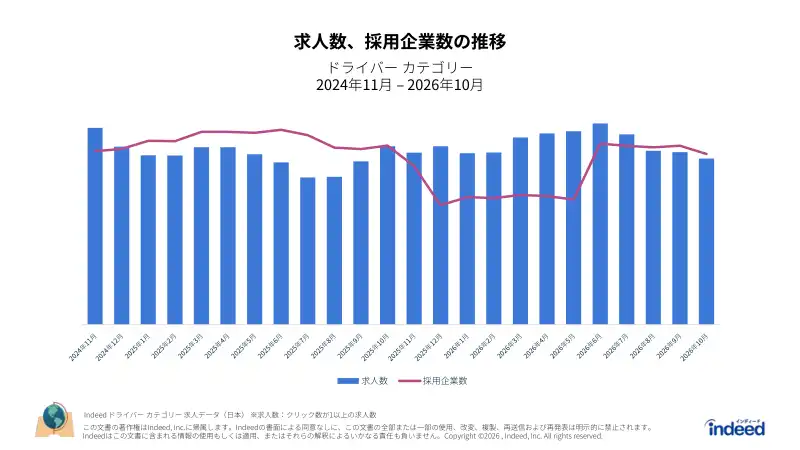 求人数、採用企業数の推移
ドライバー カテゴリー
2024年11月 – 2026年10月
2024年11月
2024年12月
2025年1月
2025年2月
2025年3月
2025年4月
2025年5月
2025年6月
2025年7月
2025年8月
2025年9月
2025年10月
2025年11月
2025年12月
2026年1月
2026年2月
2026年3月
2026年4月
2026年5月
2026年6月
2026年7月
2026年8月
2026年9月
2026年10月
求人数 採用企業数
Indeed ドライバー カテゴリー 求人データ（日本） ※求人数：クリック数が1以上の求人数
この文書の著作権はIndeed, Inc.に帰属します。Indeedの書面による同意なしに、この文書の全部または一部の使用、改変、複製、再送信および再発表は明示的に禁止されます。
Indeedはこの文書に含まれる情報の使用もしくは適用、またはそれらの解釈によるいかなる責任も負いません。Copyright ©2026 , Indeed, Inc. All rights reserved.
インディード
indeed